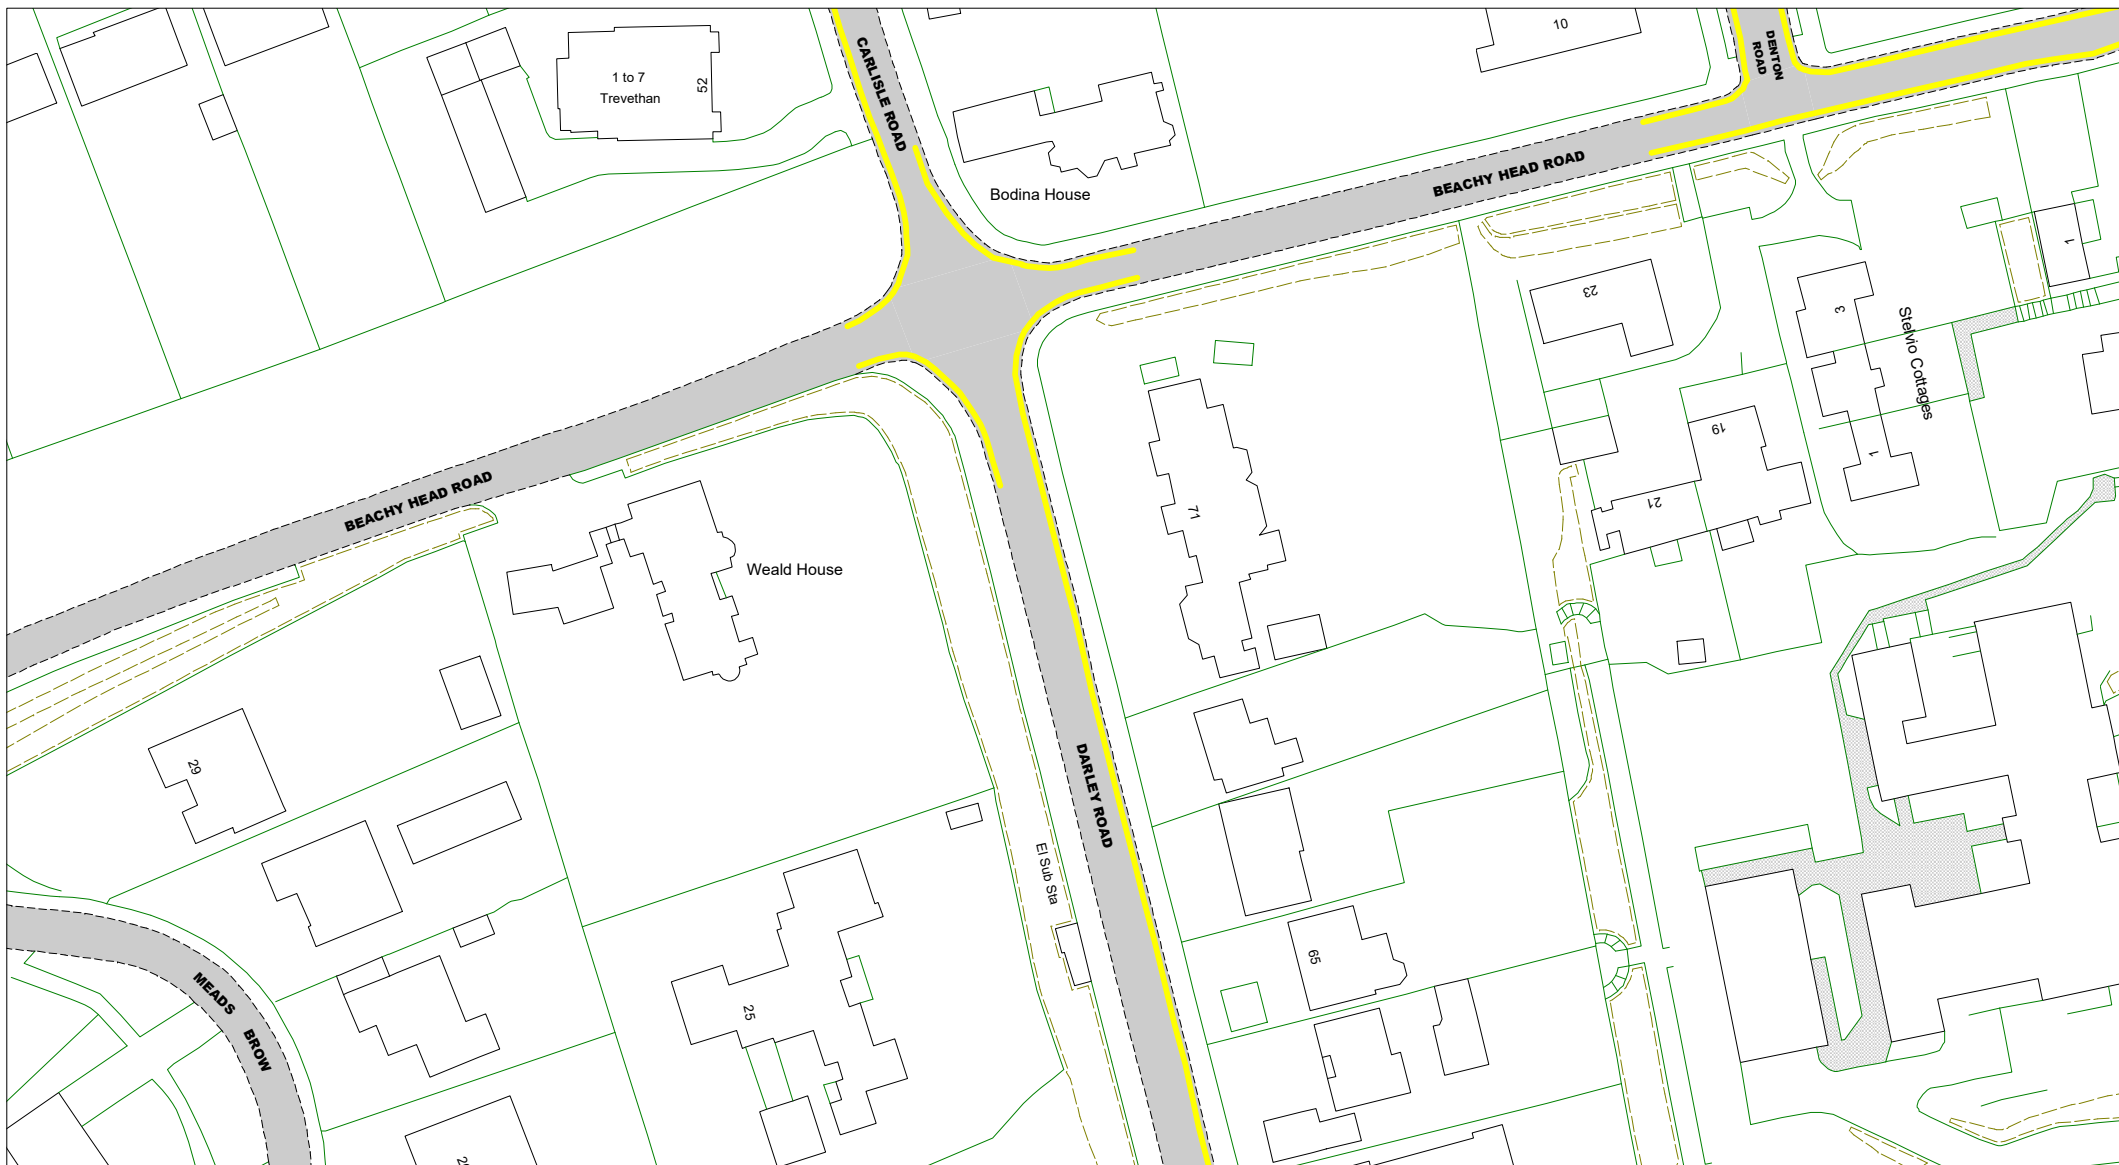 10
DENTON
ROAD
CARLISLE ROAD
1 to 7
Trevethan
52
BEACHY HEAD ROAD
Bodina House
1
23
3
Stelvio Cottages
19
1
21
71
BEACHY HEAD ROAD
Weald House
29
DARLEY ROAD
El Sub Sta
65
25
MEADS BROW